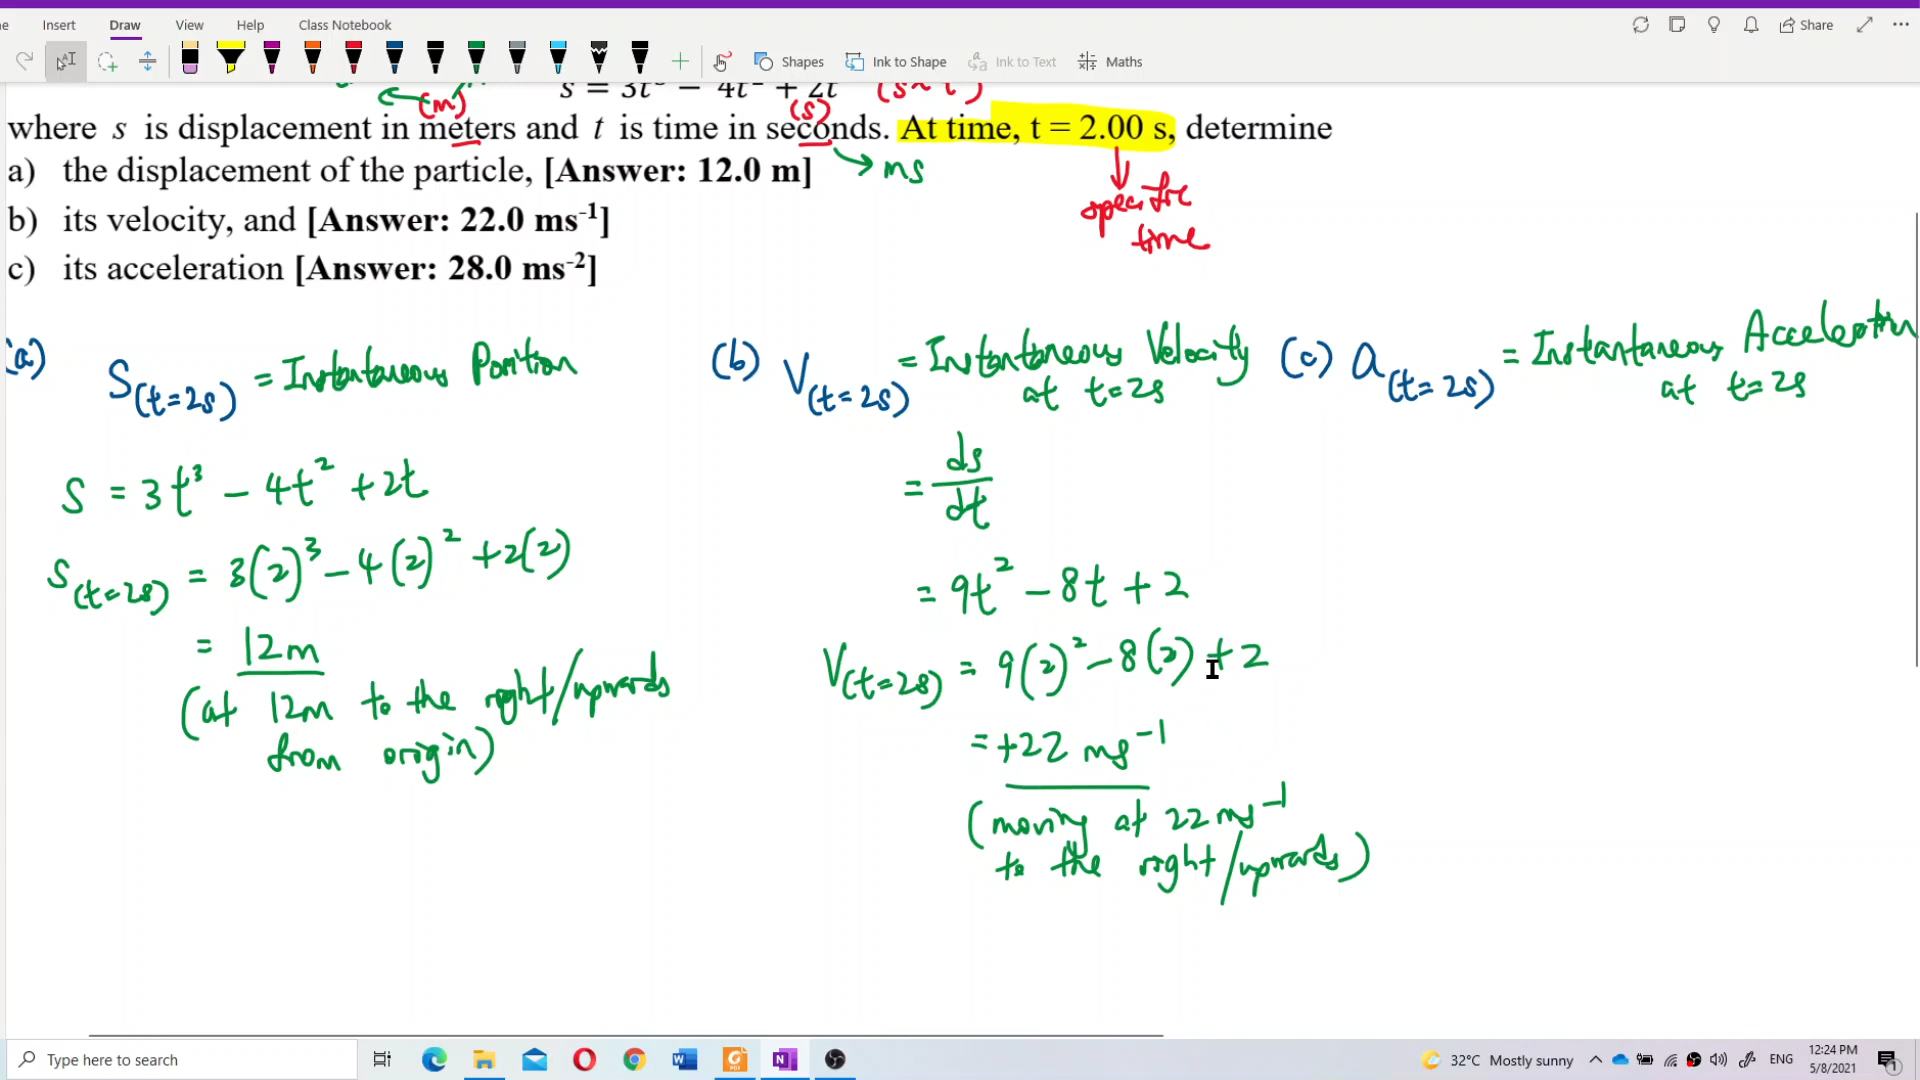 Insert Draw View Help Class Notebook Share
Shapes Ink to Shape Ink to Text Maths
s = 3t³ − 4t² + 2t
(m) (s)
where s is displacement in meters and t is time in seconds. At time, t = 2.00 s, determine
a) the displacement of the particle, [Answer: 12.0 m]
ms
specific
time
b) its velocity, and [Answer: 22.0 ms⁻¹]
c) its acceleration [Answer: 28.0 ms⁻²]
(a) S(t=2s) = Instantaneous Position
S = 3t³ − 4t² + 2t
S(t=2s) = 3(2)³ − 4(2)² + 2(2)
= 12m
(at 12m to the right/upwards
from origin)
(b) V(t=2s) = Instantaneous Velocity
at t=2s
= ds/dt
= 9t² − 8t + 2
V(t=2s) = 9(2)² − 8(2) + 2
= +22 ms⁻¹
(moving at 22 ms⁻¹
to the right/upwards)
(c) a(t=2s) = Instantaneous Acceleration
at t=2s
Type here to search
32°C Mostly sunny ENG 12:24 PM
5/8/2021